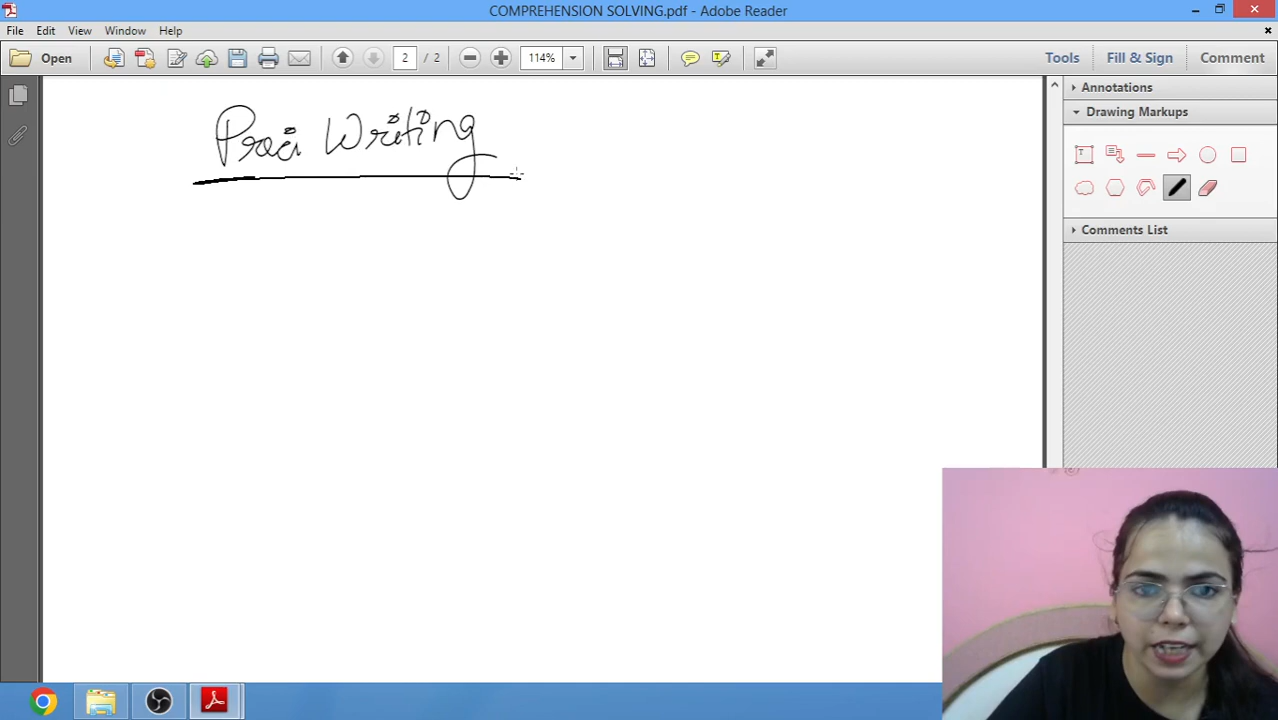 COMPREHENSION SOLVING.pdf - Adobe Reader
File Edit View Window Help
Open 2 / 2 114% Tools Fill & Sign Comment
Annotations
Drawing Markups
Comments List
Preci Writing